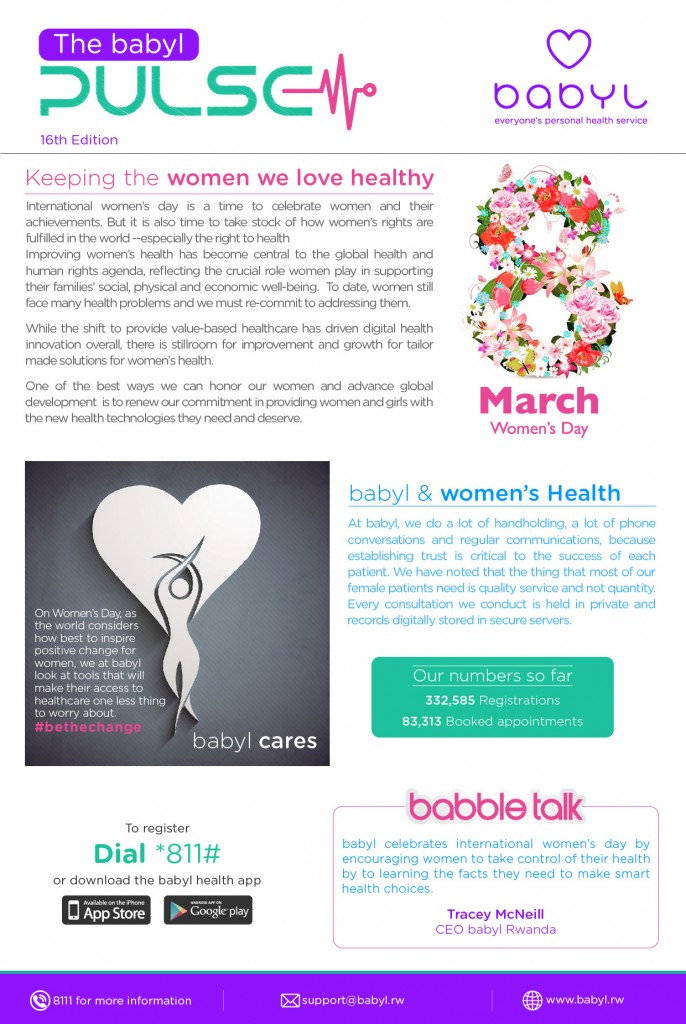 The babyl
PULSE
16th Edition
babyl
everyone's personal health service
Keeping the women we love healthy
International women's day is a time to celebrate women and their
achievements. But it is also time to take stock of how women's rights are
fulfilled in the world --especially the right to health
Improving women's health has become central to the global health and
human rights agenda, reflecting the crucial role women play in supporting
their families' social, physical and economic well-being. To date, women still
face many health problems and we must re-commit to addressing them.
While the shift to provide value-based healthcare has driven digital health
innovation overall, there is stillroom for improvement and growth for tailor
made solutions for women's health.
One of the best ways we can honor our women and advance global
development is to renew our commitment in providing women and girls with
the new health technologies they need and deserve.
8
March
Women's Day
On Women's Day, as
the world considers
how best to inspire
positive change for
women, we at babyl
look at tools that will
make their access to
healthcare one less thing
to worry about.
#bethechange
babyl cares
babyl & women's Health
At babyl, we do a lot of handholding, a lot of phone
conversations and regular communications, because
establishing trust is critical to the success of each
patient. We have noted that the thing that most of our
female patients need is quality service and not quantity.
Every consultation we conduct is held in private and
records digitally stored in secure servers.
Our numbers so far
332,585 Registrations
83,313 Booked appointments
To register
Dial *811#
or download the babyl health app
Available on the iPhone
App Store
ANDROID APP ON
Google play
babble talk
babyl celebrates international women's day by
encouraging women to take control of their health
by to learning the facts they need to make smart
health choices.
Tracey McNeill
CEO babyl Rwanda
8111 for more information
support@babyl.rw
www.babyl.rw